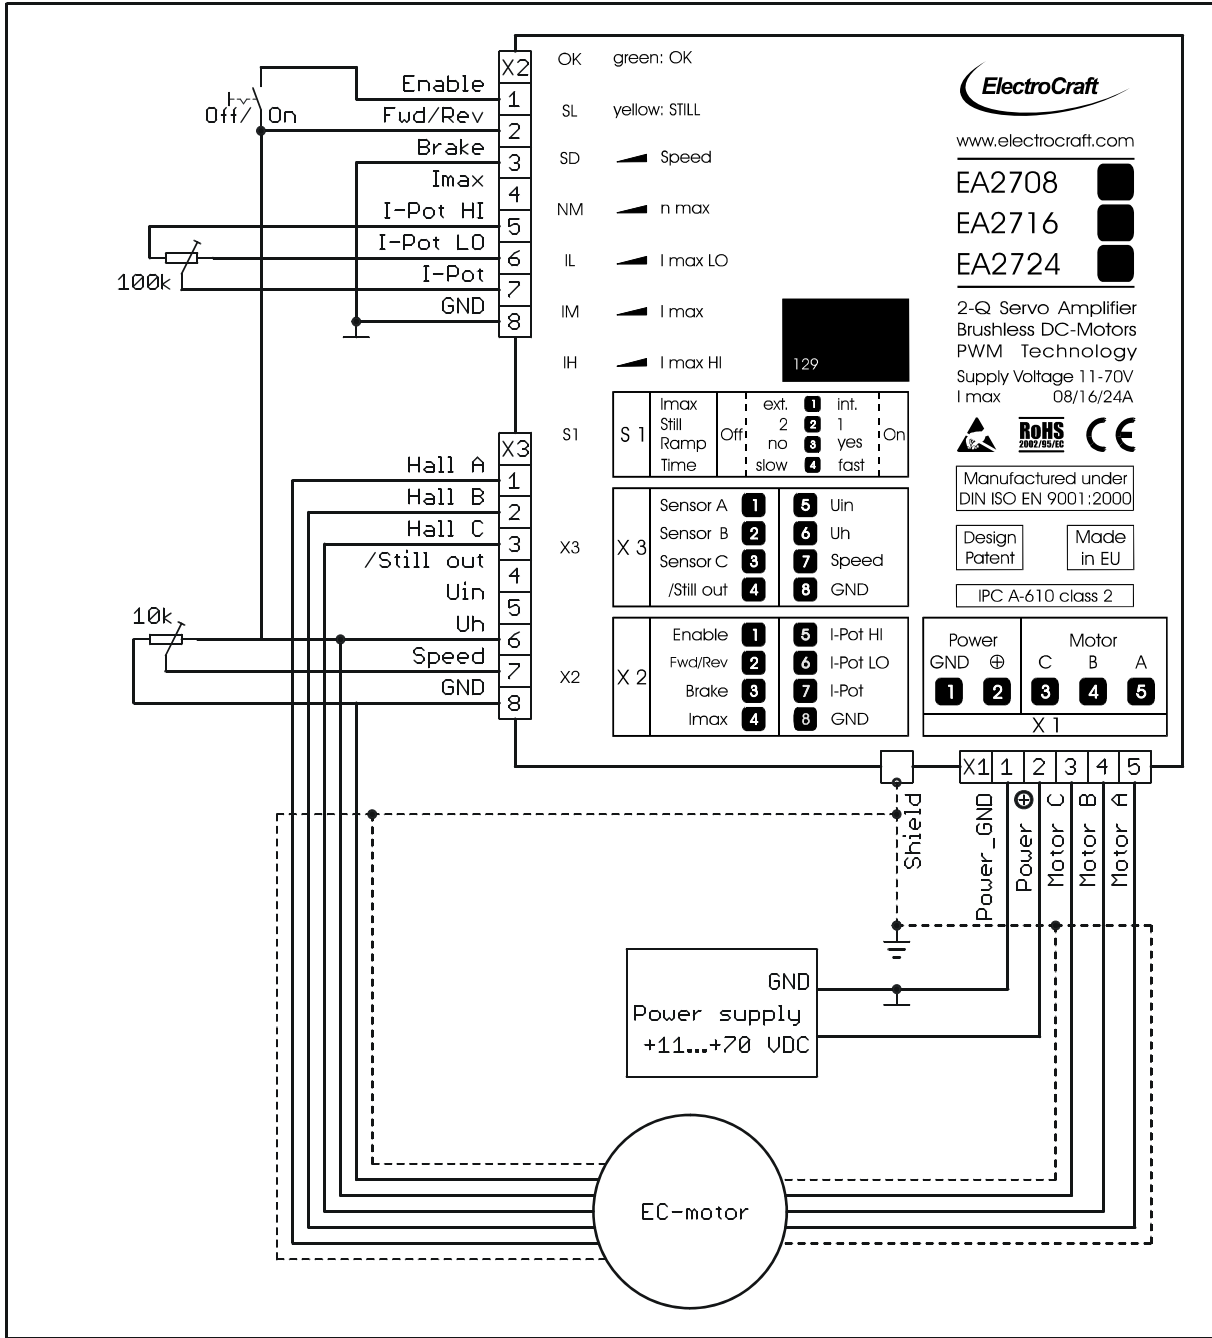 X2
Enable 1
Off/ On
Fwd/Rev 2
Brake 3
Imax 4
I-Pot HI 5
I-Pot LO 6
100k
I-Pot 7
GND 8
X3
Hall A 1
Hall B 2
Hall C 3
/Still out 4
Uin 5
10k
Uh 6
Speed 7
GND 8
OK green: OK
SL yellow: STILL
SD Speed
NM n max
IL I max LO
IM I max
IH I max HI
129
S1
S 1
Imax ext. 1 int.
Still 2 2 1
Off
On
Ramp no 3 yes
Time slow 4 fast
X3
X 3
Sensor A 1 5 Uin
Sensor B 2 6 Uh
Sensor C 3 7 Speed
/Still out 4 8 GND
X2
X 2
Enable 1 5 I-Pot HI
Fwd/Rev 2 6 I-Pot LO
Brake 3 7 I-Pot
Imax 4 8 GND
ElectroCraft
www.electrocraft.com
EA2708
EA2716
EA2724
2-Q Servo Amplifier
Brushless DC-Motors
PWM Technology
Supply Voltage 11-70V
I max 08/16/24A
RoHS
2002/95/EC
CE
Manufactured under
DIN ISO EN 9001:2000
Design
Patent
Made
in EU
IPC A-610 class 2
Power Motor
GND ⊕ C B A
1 2 3 4 5
X 1
X1 1 2 3 4 5
Shield
Power_GND
Power ⊕
Motor C
Motor B
Motor A
GND
Power supply
+11...+70 VDC
EC-motor